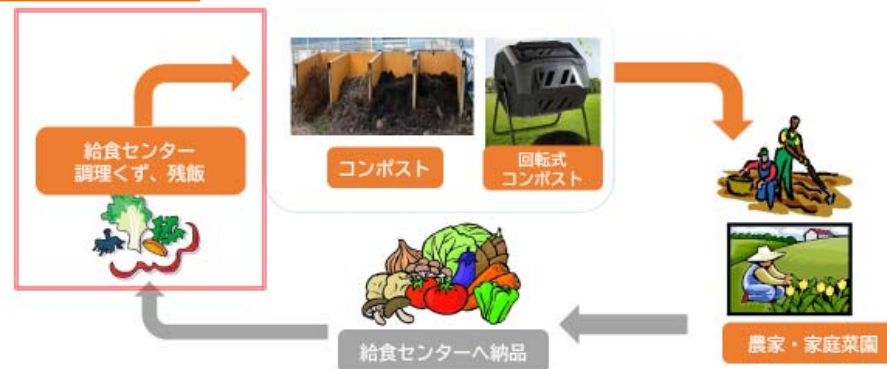 給食センター
調理くず、残飯
コンポスト
回転式
コンポスト
農家・家庭菜園
給食センターへ納品